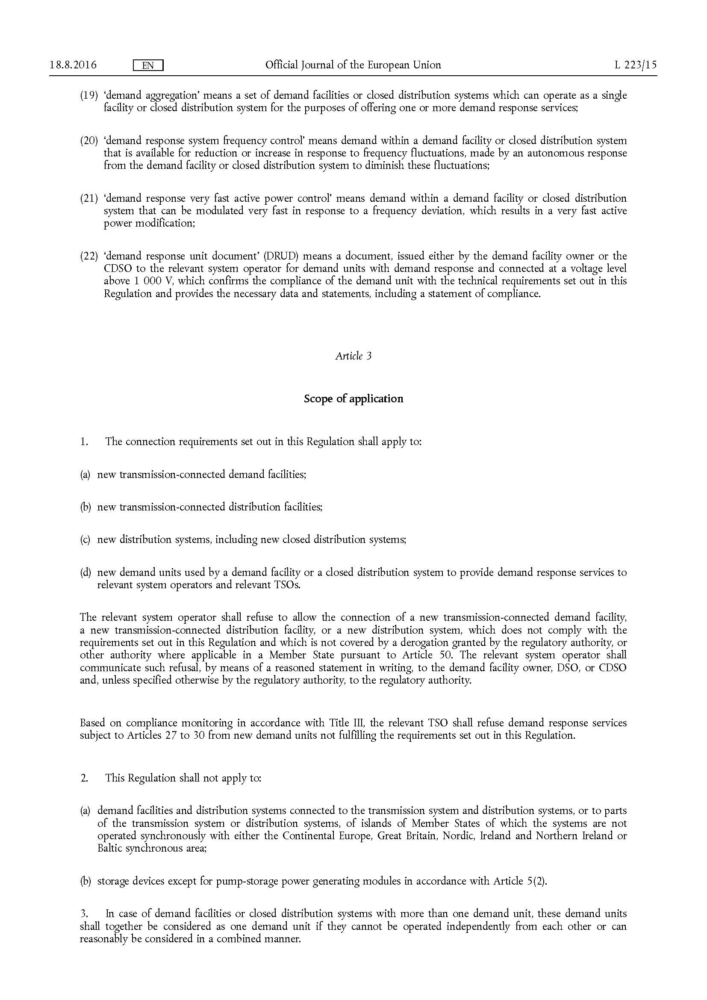 18.8.2016 EN Official Journal of the European Union L 223/15
(19) ‘demand aggregation’ means a set of demand facilities or closed distribution systems which can operate as a single
facility or closed distribution system for the purposes of offering one or more demand response services;
(20) ‘demand response system frequency control’ means demand within a demand facility or closed distribution system
that is available for reduction or increase in response to frequency fluctuations, made by an autonomous response
from the demand facility or closed distribution system to diminish these fluctuations;
(21) ‘demand response very fast active power control’ means demand within a demand facility or closed distribution
system that can be modulated very fast in response to a frequency deviation, which results in a very fast active
power modification;
(22) ‘demand response unit document’ (DRUD) means a document, issued either by the demand facility owner or the
CDSO to the relevant system operator for demand units with demand response and connected at a voltage level
above 1 000 V, which confirms the compliance of the demand unit with the technical requirements set out in this
Regulation and provides the necessary data and statements, including a statement of compliance.
Article 3
Scope of application
1. The connection requirements set out in this Regulation shall apply to:
(a) new transmission-connected demand facilities;
(b) new transmission-connected distribution facilities;
(c) new distribution systems, including new closed distribution systems;
(d) new demand units used by a demand facility or a closed distribution system to provide demand response services to
relevant system operators and relevant TSOs.
The relevant system operator shall refuse to allow the connection of a new transmission-connected demand facility,
a new transmission-connected distribution facility, or a new distribution system, which does not comply with the
requirements set out in this Regulation and which is not covered by a derogation granted by the regulatory authority, or
other authority where applicable in a Member State pursuant to Article 50. The relevant system operator shall
communicate such refusal, by means of a reasoned statement in writing, to the demand facility owner, DSO, or CDSO
and, unless specified otherwise by the regulatory authority, to the regulatory authority.
Based on compliance monitoring in accordance with Title III, the relevant TSO shall refuse demand response services
subject to Articles 27 to 30 from new demand units not fulfilling the requirements set out in this Regulation.
2. This Regulation shall not apply to:
(a) demand facilities and distribution systems connected to the transmission system and distribution systems, or to parts
of the transmission system or distribution systems, of islands of Member States of which the systems are not
operated synchronously with either the Continental Europe, Great Britain, Nordic, Ireland and Northern Ireland or
Baltic synchronous area;
(b) storage devices except for pump-storage power generating modules in accordance with Article 5(2).
3. In case of demand facilities or closed distribution systems with more than one demand unit, these demand units
shall together be considered as one demand unit if they cannot be operated independently from each other or can
reasonably be considered in a combined manner.